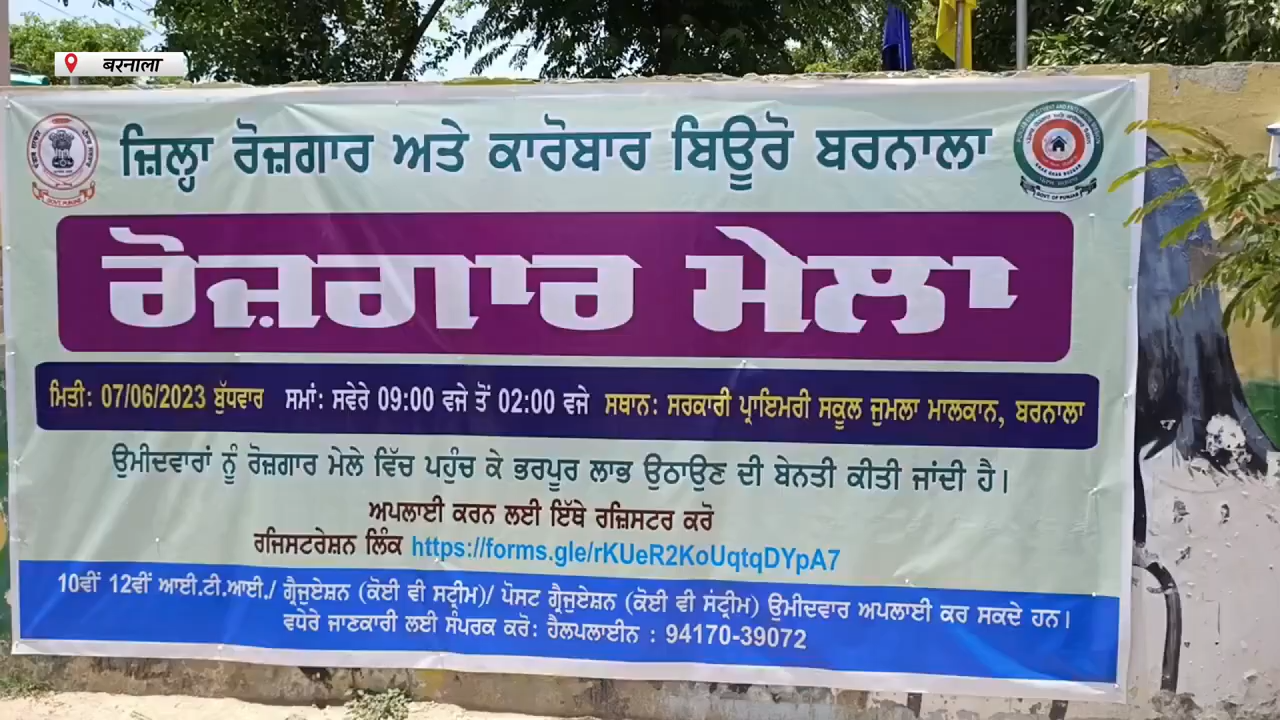 ਬਰਨਾਲਾ
ਜ਼ਿਲ੍ਹਾ ਰੋਜ਼ਗਾਰ ਅਤੇ ਕਾਰੋਬਾਰ ਬਿਊਰੋ ਬਰਨਾਲਾ
ਰੋਜ਼ਗਾਰ ਮੇਲਾ
ਮਿਤੀ: 07/06/2023 ਬੁੱਧਵਾਰ ਸਮਾਂ: ਸਵੇਰੇ 09:00 ਵਜੇ ਤੋਂ 02:00 ਵਜੇ ਸਥਾਨ: ਸਰਕਾਰੀ ਪ੍ਰਾਇਮਰੀ ਸਕੂਲ ਜੁਮਲਾ ਮਾਲਕਾਨ, ਬਰਨਾਲਾ
ਉਮੀਦਵਾਰਾਂ ਨੂੰ ਰੋਜ਼ਗਾਰ ਮੇਲੇ ਵਿੱਚ ਪਹੁੰਚ ਕੇ ਭਰਪੂਰ ਲਾਭ ਉਠਾਉਣ ਦੀ ਬੇਨਤੀ ਕੀਤੀ ਜਾਂਦੀ ਹੈ।
ਅਪਲਾਈ ਕਰਨ ਲਈ ਇੱਥੇ ਰਜ਼ਿਸਟਰ ਕਰੋ
ਰਜਿਸਟਰੇਸ਼ਨ ਲਿੰਕ https://forms.gle/rKUeR2KoUqtqDYpA7
10ਵੀਂ 12ਵੀਂ ਆਈ.ਟੀ.ਆਈ./ ਗ੍ਰੈਜੁਏਸ਼ਨ (ਕੋਈ ਵੀ ਸਟ੍ਰੀਮ)/ ਪੋਸਟ ਗ੍ਰੈਜੁਏਸ਼ਨ (ਕੋਈ ਵੀ ਸੰਟ੍ਰੀਮ) ਉਮੀਦਵਾਰ ਅਪਲਾਈ ਕਰ ਸਕਦੇ ਹਨ।
ਵਧੇਰੇ ਜਾਣਕਾਰੀ ਲਈ ਸੰਪਰਕ ਕਰੋ: ਹੈਲਪਲਾਈਨ : 94170-39072